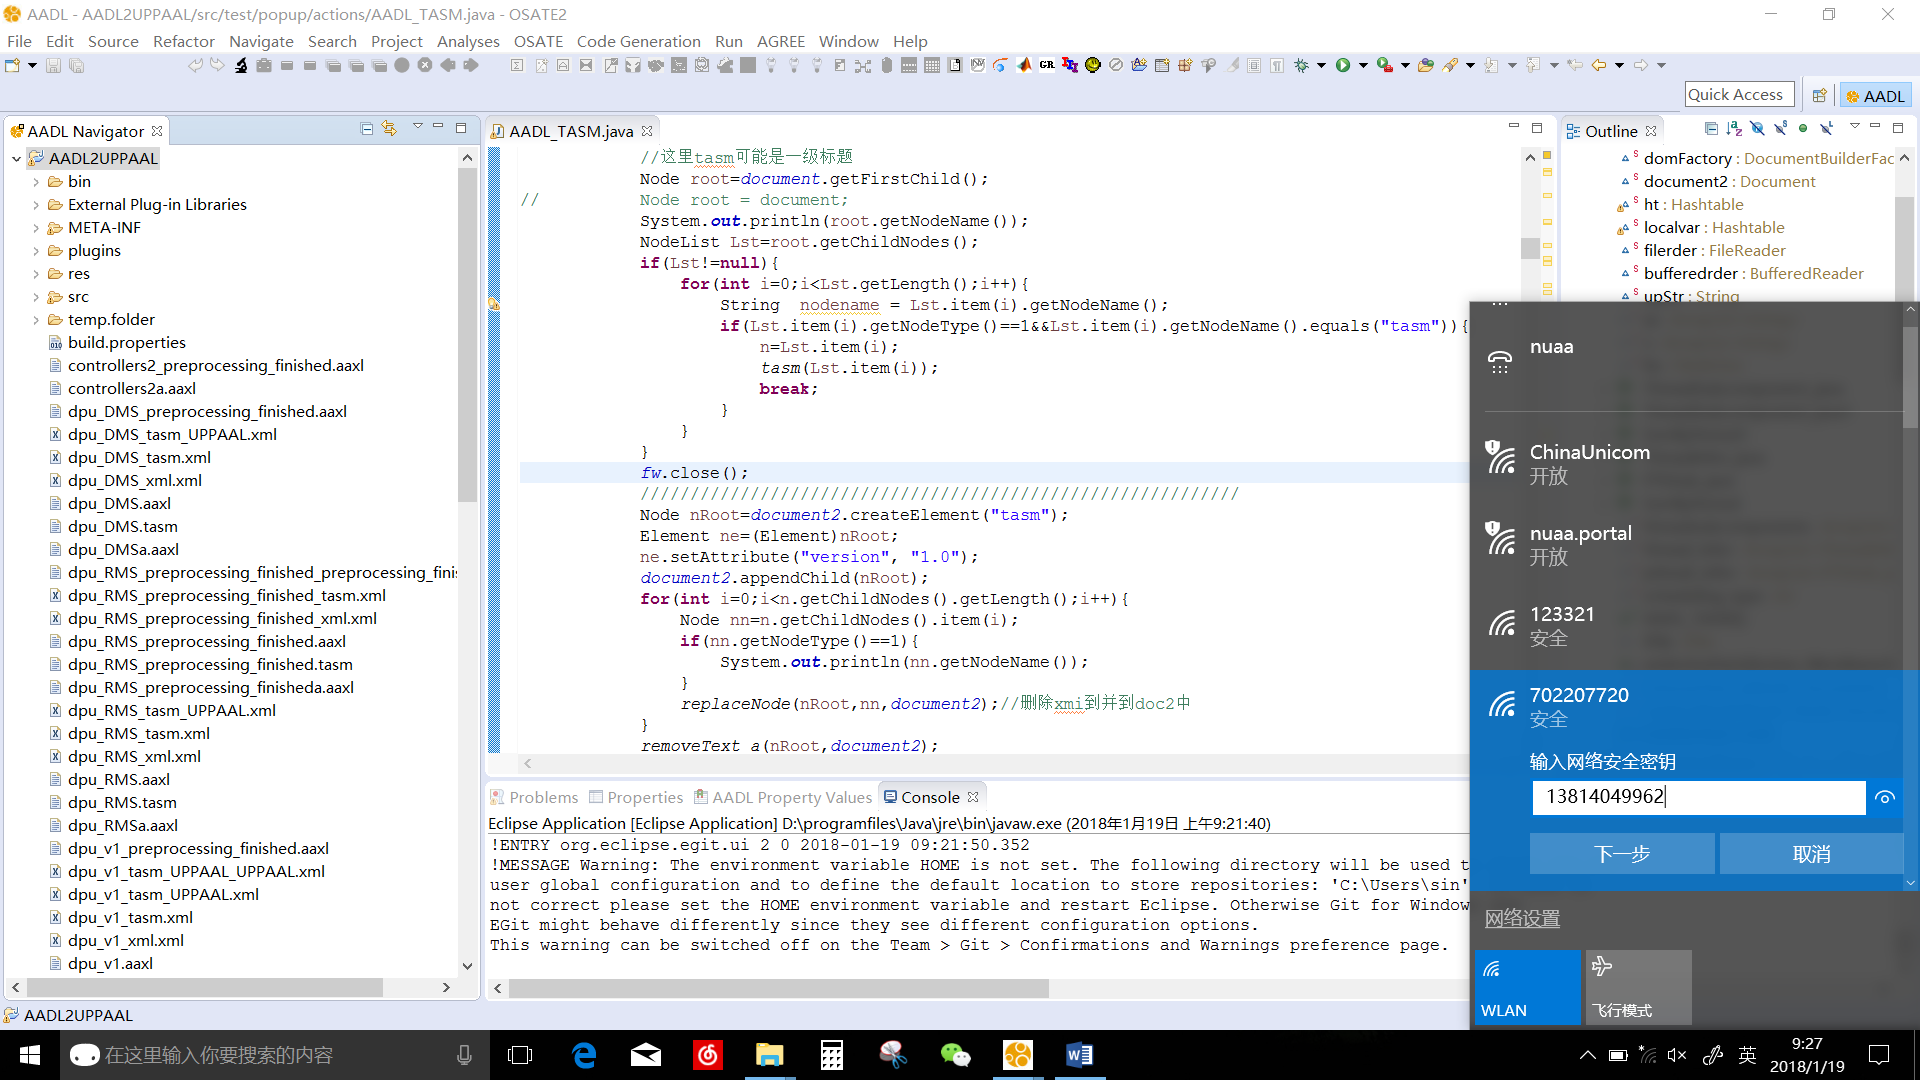 AADL - AADL2UPPAAL/src/test/popup/actions/AADL_TASM.java - OSATE2
File Edit Source Refactor Navigate Search Project Analyses OSATE Code Generation Run AGREE Window Help
Quick Access
AADL
AADL Navigator
AADL2UPPAAL
bin
External Plug-in Libraries
META-INF
plugins
res
src
temp.folder
build.properties
controllers2_preprocessing_finished.aaxl
controllers2a.aaxl
dpu_DMS_preprocessing_finished.aaxl
dpu_DMS_tasm_UPPAAL.xml
dpu_DMS_tasm.xml
dpu_DMS_xml.xml
dpu_DMS.aaxl
dpu_DMS.tasm
dpu_DMSa.aaxl
dpu_RMS_preprocessing_finished_preprocessing_fini
dpu_RMS_preprocessing_finished_tasm.xml
dpu_RMS_preprocessing_finished_xml.xml
dpu_RMS_preprocessing_finished.aaxl
dpu_RMS_preprocessing_finished.tasm
dpu_RMS_preprocessing_finisheda.aaxl
dpu_RMS_tasm_UPPAAL.xml
dpu_RMS_tasm.xml
dpu_RMS_xml.xml
dpu_RMS.aaxl
dpu_RMS.tasm
dpu_RMSa.aaxl
dpu_v1_preprocessing_finished.aaxl
dpu_v1_tasm_UPPAAL_UPPAAL.xml
dpu_v1_tasm_UPPAAL.xml
dpu_v1_tasm.xml
dpu_v1_xml.xml
dpu_v1.aaxl
AADL2UPPAAL
AADL_TASM.java
//这里tasm可能是一级标题
Node root=document.getFirstChild();
// Node root = document;
System.out.println(root.getNodeName());
NodeList Lst=root.getChildNodes();
if(Lst!=null){
for(int i=0;i<Lst.getLength();i++){
String nodename = Lst.item(i).getNodeName();
if(Lst.item(i).getNodeType()==1&&Lst.item(i).getNodeName().equals("tasm")){
n=Lst.item(i);
tasm(Lst.item(i));
break;
}
}
}
fw.close();
////////////////////////////////////////////////////////////
Node nRoot=document2.createElement("tasm");
Element ne=(Element)nRoot;
ne.setAttribute("version", "1.0");
document2.appendChild(nRoot);
for(int i=0;i<n.getChildNodes().getLength();i++){
Node nn=n.getChildNodes().item(i);
if(nn.getNodeType()==1){
System.out.println(nn.getNodeName());
}
replaceNode(nRoot,nn,document2);//删除xmi到并到doc2中
}
removeText a(nRoot,document2);
Problems Properties AADL Property Values Console
Eclipse Application [Eclipse Application] D:\programfiles\Java\jre\bin\javaw.exe (2018年1月19日 上午9:21:40)
!ENTRY org.eclipse.egit.ui 2 0 2018-01-19 09:21:50.352
!MESSAGE Warning: The environment variable HOME is not set. The following directory will be used t
user global configuration and to define the default location to store repositories: 'C:\Users\sin'
not correct please set the HOME environment variable and restart Eclipse. Otherwise Git for Window
EGit might behave differently since they see different configuration options.
This warning can be switched off on the Team > Git > Confirmations and Warnings preference page.
Outline
domFactory : DocumentBuilderFac
document2 : Document
ht : Hashtable
localvar : Hashtable
filerder : FileReader
bufferedrder : BufferedReader
upStr : String
nuaa
ChinaUnicom
开放
nuaa.portal
开放
123321
安全
702207720
安全
输入网络安全密钥
13814049962
下一步
取消
网络设置
WLAN
飞行模式
在这里输入你要搜索的内容
英
9:27
2018/1/19